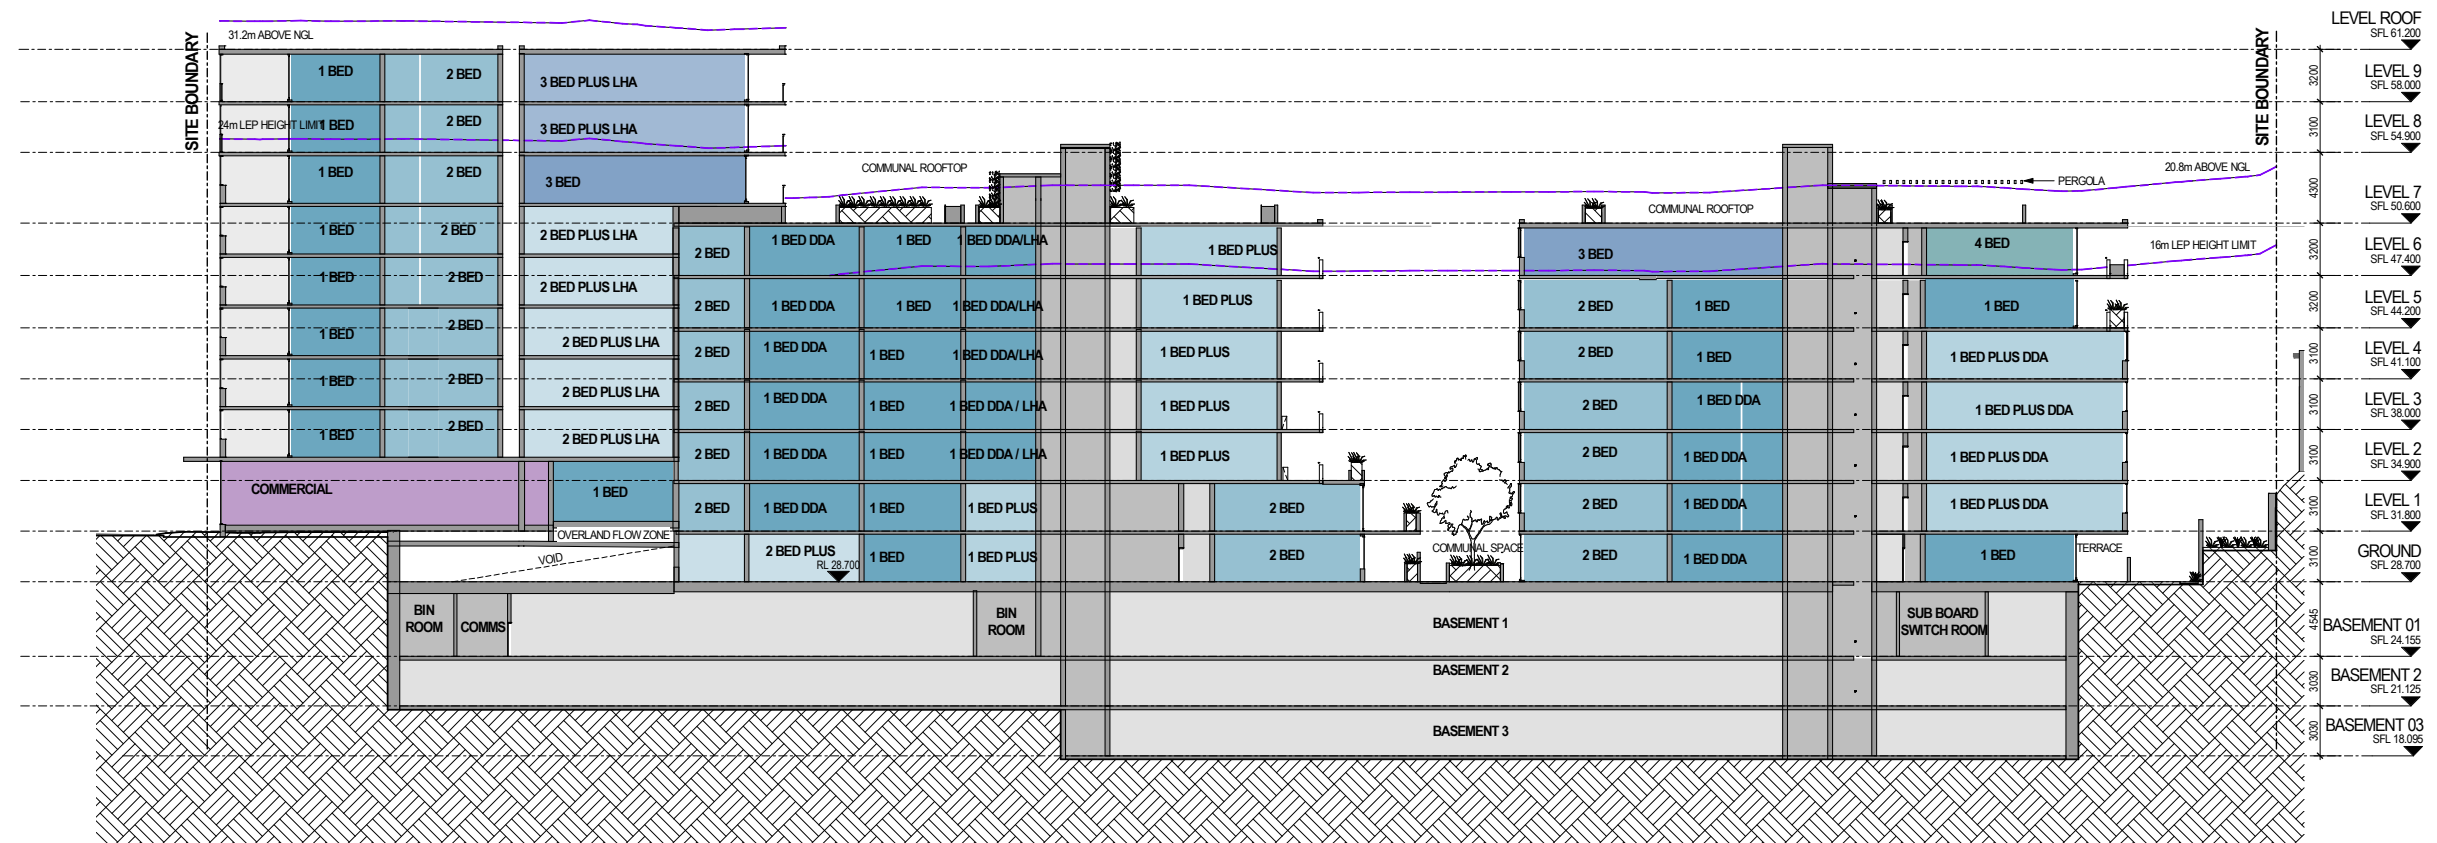 LEVEL ROOF
SFL 61.200
31.2m ABOVE NGL
SITE BOUNDARY
SITE BOUNDARY
3200
LEVEL 9
SFL 58.000
1 BED
2 BED
3 BED PLUS LHA
3100
LEVEL 8
SFL 54.900
24m LEP HEIGHT LIMIT
1 BED
2 BED
3 BED PLUS LHA
4300
LEVEL 7
SFL 50.600
1 BED
2 BED
3 BED
COMMUNAL ROOFTOP
COMMUNAL ROOFTOP
PERGOLA
20.8m ABOVE NGL
3200
LEVEL 6
SFL 47.400
1 BED
2 BED
2 BED PLUS LHA
2 BED
1 BED DDA
1 BED
1 BED DDA/LHA
1 BED PLUS
3 BED
4 BED
16m LEP HEIGHT LIMIT
3200
LEVEL 5
SFL 44.200
1 BED
2 BED
2 BED PLUS LHA
2 BED
1 BED DDA
1 BED
1 BED DDA/LHA
1 BED PLUS
2 BED
1 BED
1 BED
3100
LEVEL 4
SFL 41.100
1 BED
2 BED
2 BED PLUS LHA
2 BED
1 BED DDA
1 BED
1 BED DDA/LHA
1 BED PLUS
2 BED
1 BED
1 BED PLUS DDA
3100
LEVEL 3
SFL 38.000
1 BED
2 BED
2 BED PLUS LHA
2 BED
1 BED DDA
1 BED
1 BED DDA / LHA
1 BED PLUS
2 BED
1 BED DDA
1 BED PLUS DDA
3100
LEVEL 2
SFL 34.900
1 BED
2 BED
2 BED PLUS LHA
2 BED
1 BED DDA
1 BED
1 BED DDA / LHA
1 BED PLUS
2 BED
1 BED DDA
1 BED PLUS DDA
3100
LEVEL 1
SFL 31.800
COMMERCIAL
1 BED
2 BED
1 BED DDA
1 BED
1 BED PLUS
2 BED
2 BED
1 BED DDA
1 BED PLUS DDA
3100
GROUND
SFL 28.700
OVERLAND FLOW ZONE
VOID
2 BED PLUS
RL 28.700
1 BED
1 BED PLUS
2 BED
COMMUNAL SPACE
2 BED
1 BED DDA
1 BED
TERRACE
4545
BASEMENT 01
SFL 24.155
BIN
ROOM
COMMS
BIN
ROOM
BASEMENT 1
SUB BOARD
SWITCH ROOM
3030
BASEMENT 2
SFL 21.125
BASEMENT 2
3030
BASEMENT 03
SFL 18.095
BASEMENT 3